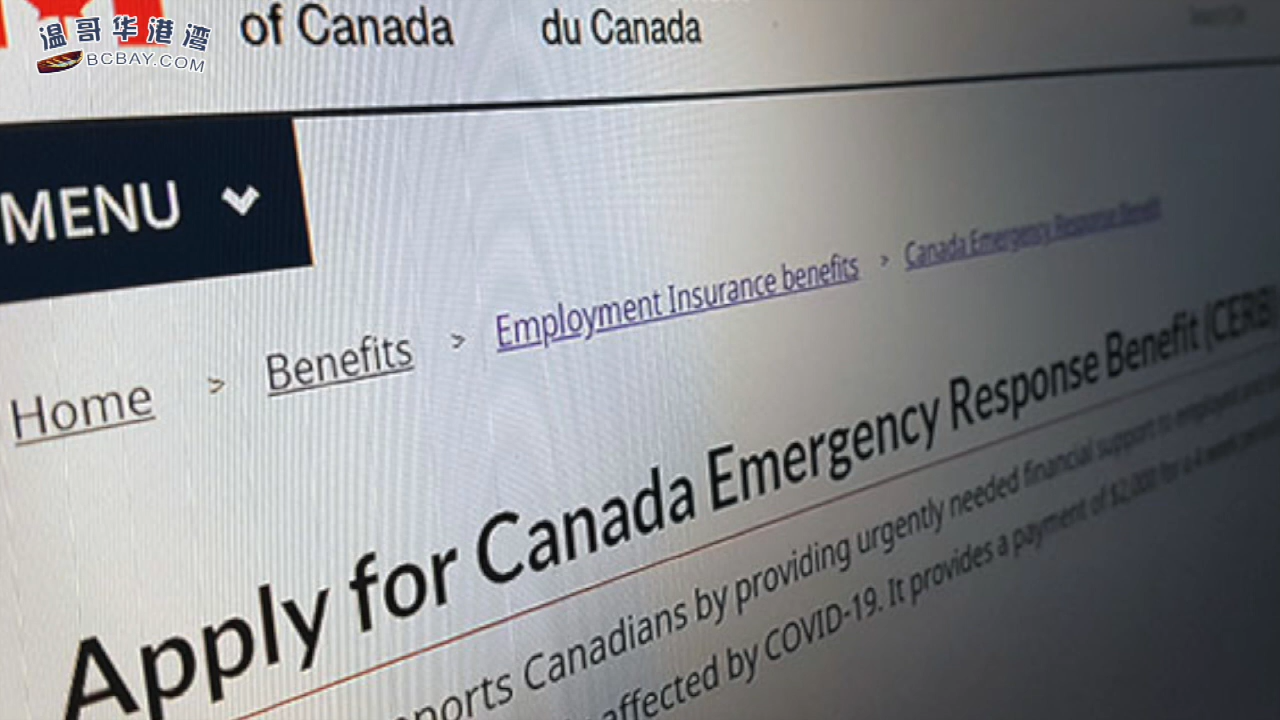 温哥华港湾
BCBAY.COM
of Canada du Canada
MENU
Home > Benefits > Employment Insurance benefits > Canada Emergency Response Benefit
Apply for Canada Emergency Response Benefit (CERB)
Canadians by providing urgently needed financial support to employed and
affected by COVID-19. It provides a payment of $2,000 for a 4 week